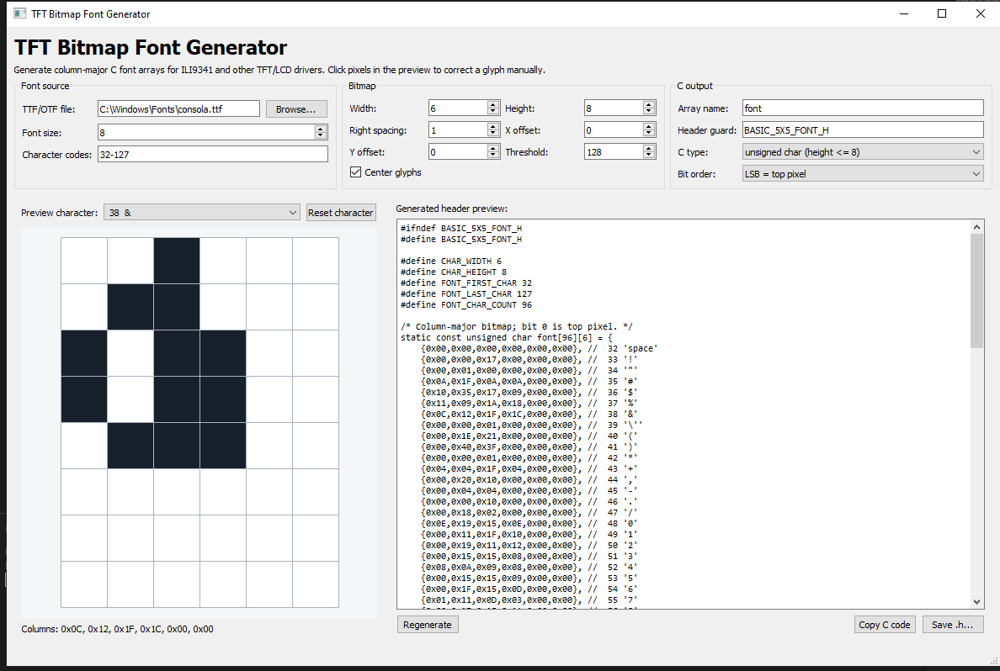 TFT Bitmap Font Generator
TFT Bitmap Font Generator
Generate column-major C font arrays for ILI9341 and other TFT/LCD drivers. Click pixels in the preview to correct a glyph manually.
Font source
TTF/OTF file: C:\Windows\Fonts\consola.ttf Browse...
Font size: 8
Character codes: 32-127
Bitmap
Width: 6 Height: 8
Right spacing: 1 X offset: 0
Y offset: 0 Threshold: 128
Center glyphs
C output
Array name: font
Header guard: BASIC_5X5_FONT_H
C type: unsigned char (height <= 8)
Bit order: LSB = top pixel
Preview character: 38 & Reset character
Columns: 0x0C, 0x12, 0x1F, 0x1C, 0x00, 0x00
Generated header preview:
#ifndef BASIC_5X5_FONT_H
#define BASIC_5X5_FONT_H
#define CHAR_WIDTH 6
#define CHAR_HEIGHT 8
#define FONT_FIRST_CHAR 32
#define FONT_LAST_CHAR 127
#define FONT_CHAR_COUNT 96
/* Column-major bitmap; bit 0 is top pixel. */
static const unsigned char font[96][6] = {
{0x00,0x00,0x00,0x00,0x00,0x00}, // 32 'space'
{0x00,0x00,0x17,0x00,0x00,0x00}, // 33 '!'
{0x00,0x01,0x00,0x00,0x00,0x00}, // 34 '"'
{0x0A,0x1F,0x0A,0x0A,0x00,0x00}, // 35 '#'
{0x10,0x35,0x17,0x09,0x00,0x00}, // 36 '$'
{0x11,0x09,0x1A,0x18,0x00,0x00}, // 37 '%'
{0x0C,0x12,0x1F,0x1C,0x00,0x00}, // 38 '&'
{0x00,0x00,0x01,0x00,0x00,0x00}, // 39 '\''
{0x00,0x1E,0x21,0x00,0x00,0x00}, // 40 '('
{0x00,0x40,0x3F,0x00,0x00,0x00}, // 41 ')'
{0x00,0x00,0x01,0x00,0x00,0x00}, // 42 '*'
{0x04,0x04,0x1F,0x04,0x00,0x00}, // 43 '+'
{0x00,0x20,0x10,0x00,0x00,0x00}, // 44 ','
{0x00,0x04,0x04,0x00,0x00,0x00}, // 45 '-'
{0x00,0x00,0x10,0x00,0x00,0x00}, // 46 '.'
{0x00,0x18,0x02,0x00,0x00,0x00}, // 47 '/'
{0x0E,0x19,0x15,0x0E,0x00,0x00}, // 48 '0'
{0x00,0x11,0x1F,0x10,0x00,0x00}, // 49 '1'
{0x00,0x19,0x11,0x12,0x00,0x00}, // 50 '2'
{0x00,0x15,0x15,0x08,0x00,0x00}, // 51 '3'
{0x08,0x0A,0x09,0x08,0x00,0x00}, // 52 '4'
{0x00,0x15,0x15,0x09,0x00,0x00}, // 53 '5'
{0x00,0x1F,0x15,0x0D,0x00,0x00}, // 54 '6'
{0x01,0x11,0x0D,0x03,0x00,0x00}, // 55 '7'
Regenerate Copy C code Save .h...